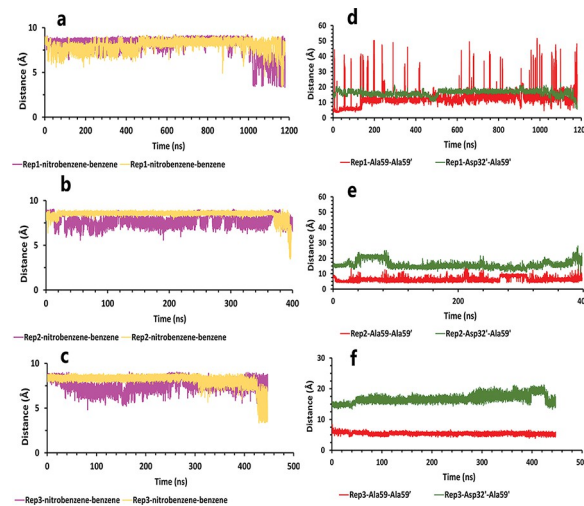 a
Distance (Å)
10
5
0
0 200 400 600 800 1000 1200
Time (ns)
Rep1-nitrobenzene-benzene Rep1-nitrobenzene-benzene
b
Distance (Å)
10
5
0
0 100 200 300 400
Time (ns)
Rep2-nitrobenzene-benzene Rep2-nitrobenzene-benzene
c
Distance (Å)
10
5
0
0 100 200 300 400 500
Time (ns)
Rep3-nitrobenzene-benzene Rep3-nitrobenzene-benzene
d
Distance (Å)
60
50
40
30
20
10
0
0 200 400 600 800 1000 1200
Time (ns)
Rep1-Ala59-Ala59' Rep1-Asp32'-Ala59'
e
Distance (Å)
60
50
40
30
20
10
0
0 200 40
Time (ns)
Rep2-Ala59-Ala59' Rep2-Asp32'-Ala59'
f
Distance (Å)
30
20
10
0
0 100 200 300 400 500
Time (ns)
Rep3-Ala59-Ala59' Rep3-Asp32'-Ala59'